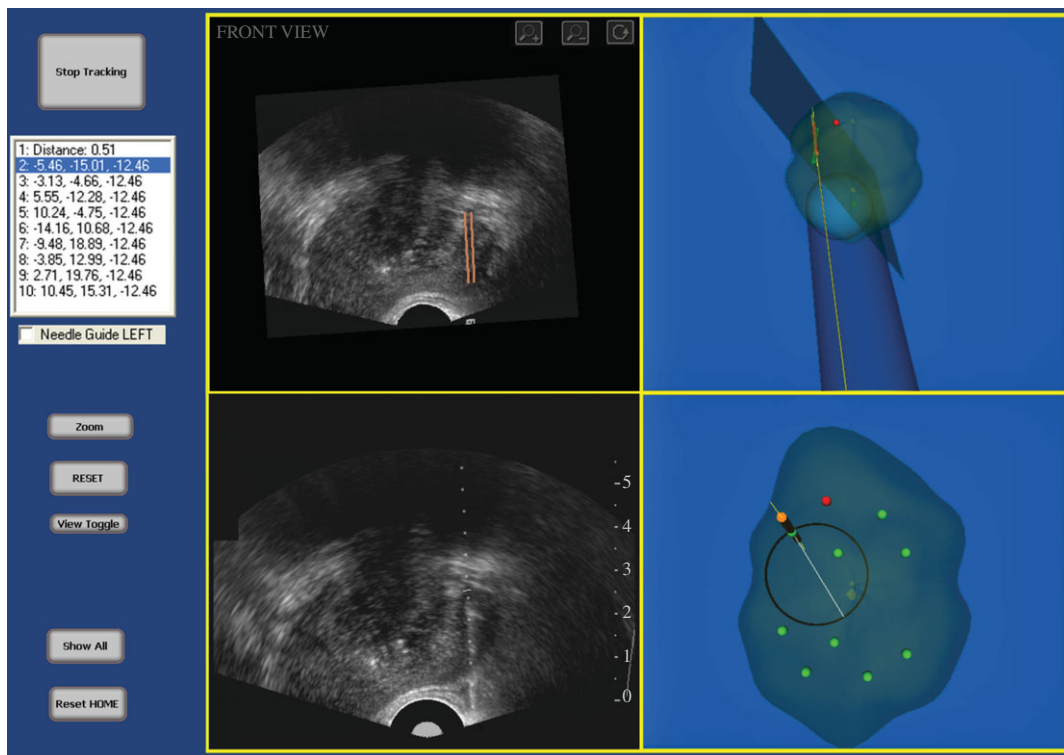 Stop Tracking
1: Distance: 0.51
2: -5.46, -15.01, -12.46
3: -3.13, -4.66, -12.46
4: 5.55, -12.28, -12.46
5: 10.24, -4.75, -12.46
6: -14.16, 10.68, -12.46
7: -9.48, 18.89, -12.46
8: -3.85, 12.99, -12.46
9: 2.71, 19.76, -12.46
10: 10.45, 15.31, -12.46
Needle Guide LEFT
Zoom
RESET
View Toggle
Show All
Reset HOME
FRONT VIEW
5
4
3
2
1
0